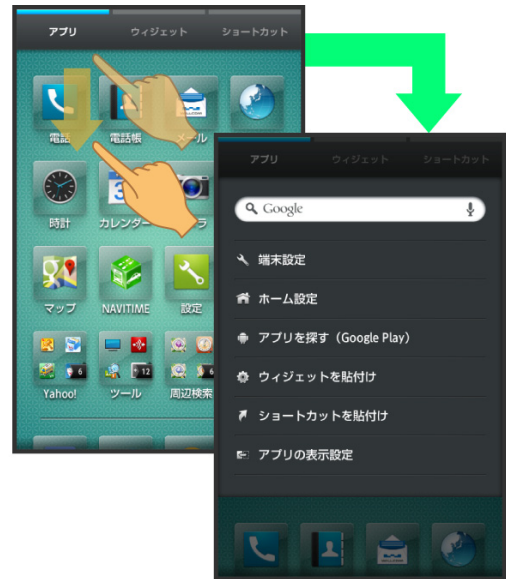 アプリ ウィジェット ショートカット
電話 電話帳 メール
時計 カレンダー ラ
マップ NAVITIME 設定
6 12 6
Yahoo! ツール 周辺検索
アプリ ウィジェット ショートカット
Google
端末設定
ホーム設定
アプリを探す（Google Play）
ウィジェットを貼付け
ショートカットを貼付け
アプリの表示設定